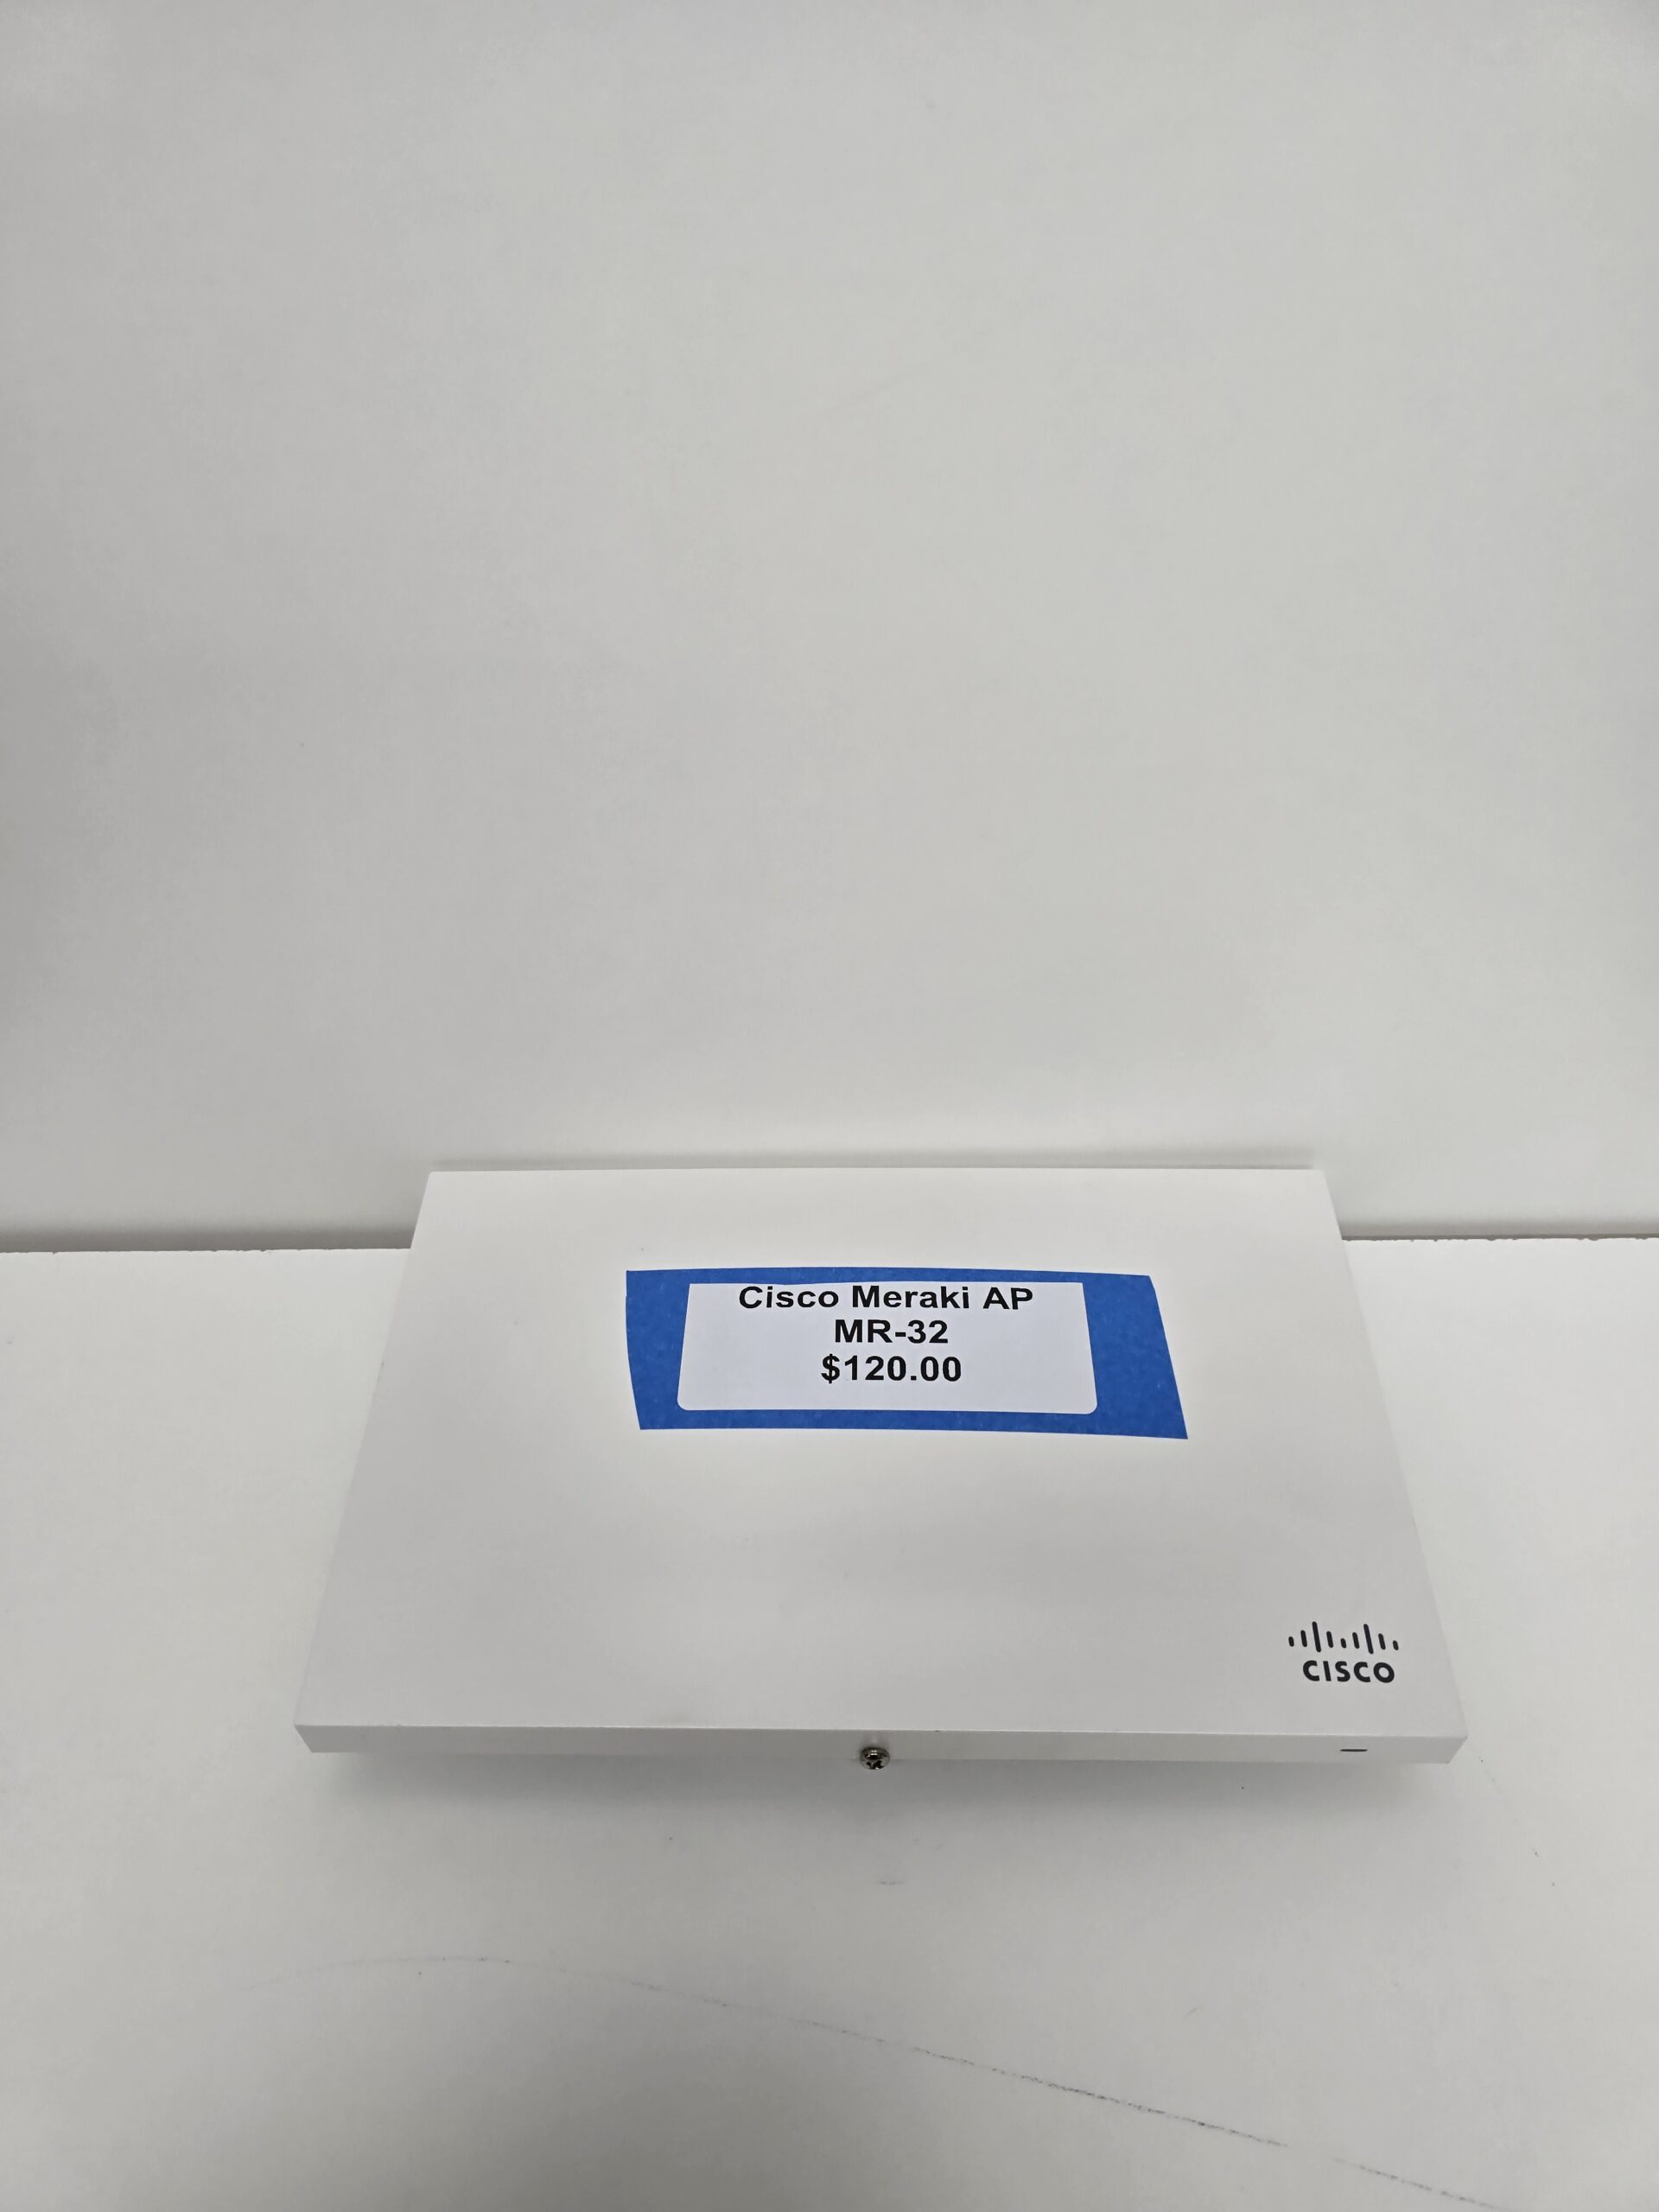 Cisco Meraki AP
MR-32
$120.00
CISCO